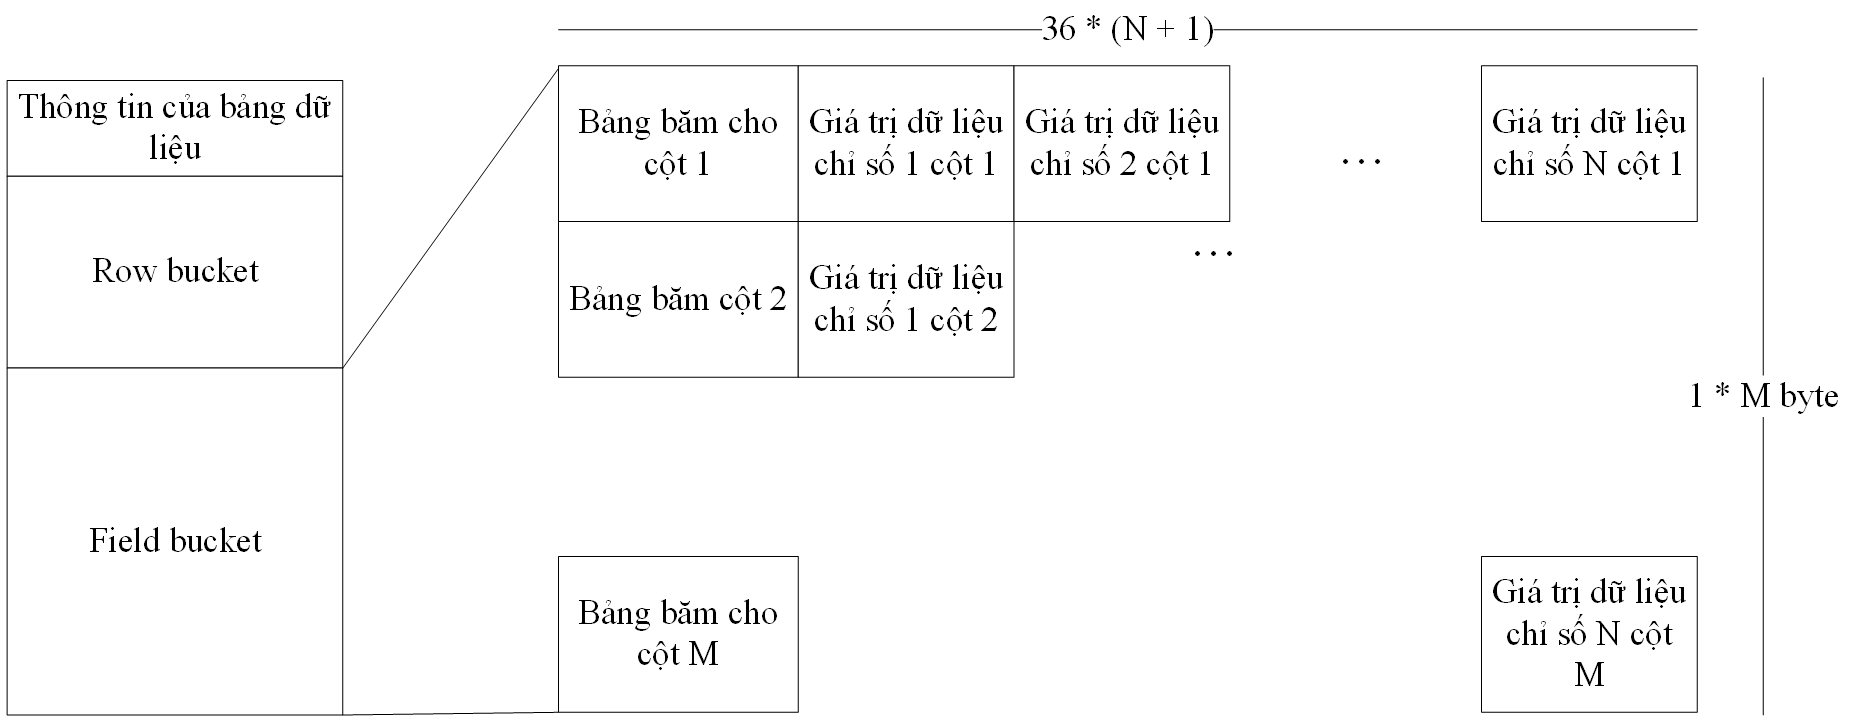 36 * (N + 1)
Thông tin của bảng dữ
liệu
Row bucket
Field bucket
Bảng băm cho
cột 1
Giá trị dữ liệu
chỉ số 1 cột 1
Giá trị dữ liệu
chỉ số 2 cột 1
...
Giá trị dữ liệu
chỉ số N cột 1
Bảng băm cột 2
Giá trị dữ liệu
chỉ số 1 cột 2
...
1 * M byte
Bảng băm cho
cột M
Giá trị dữ liệu
chỉ số N cột
M